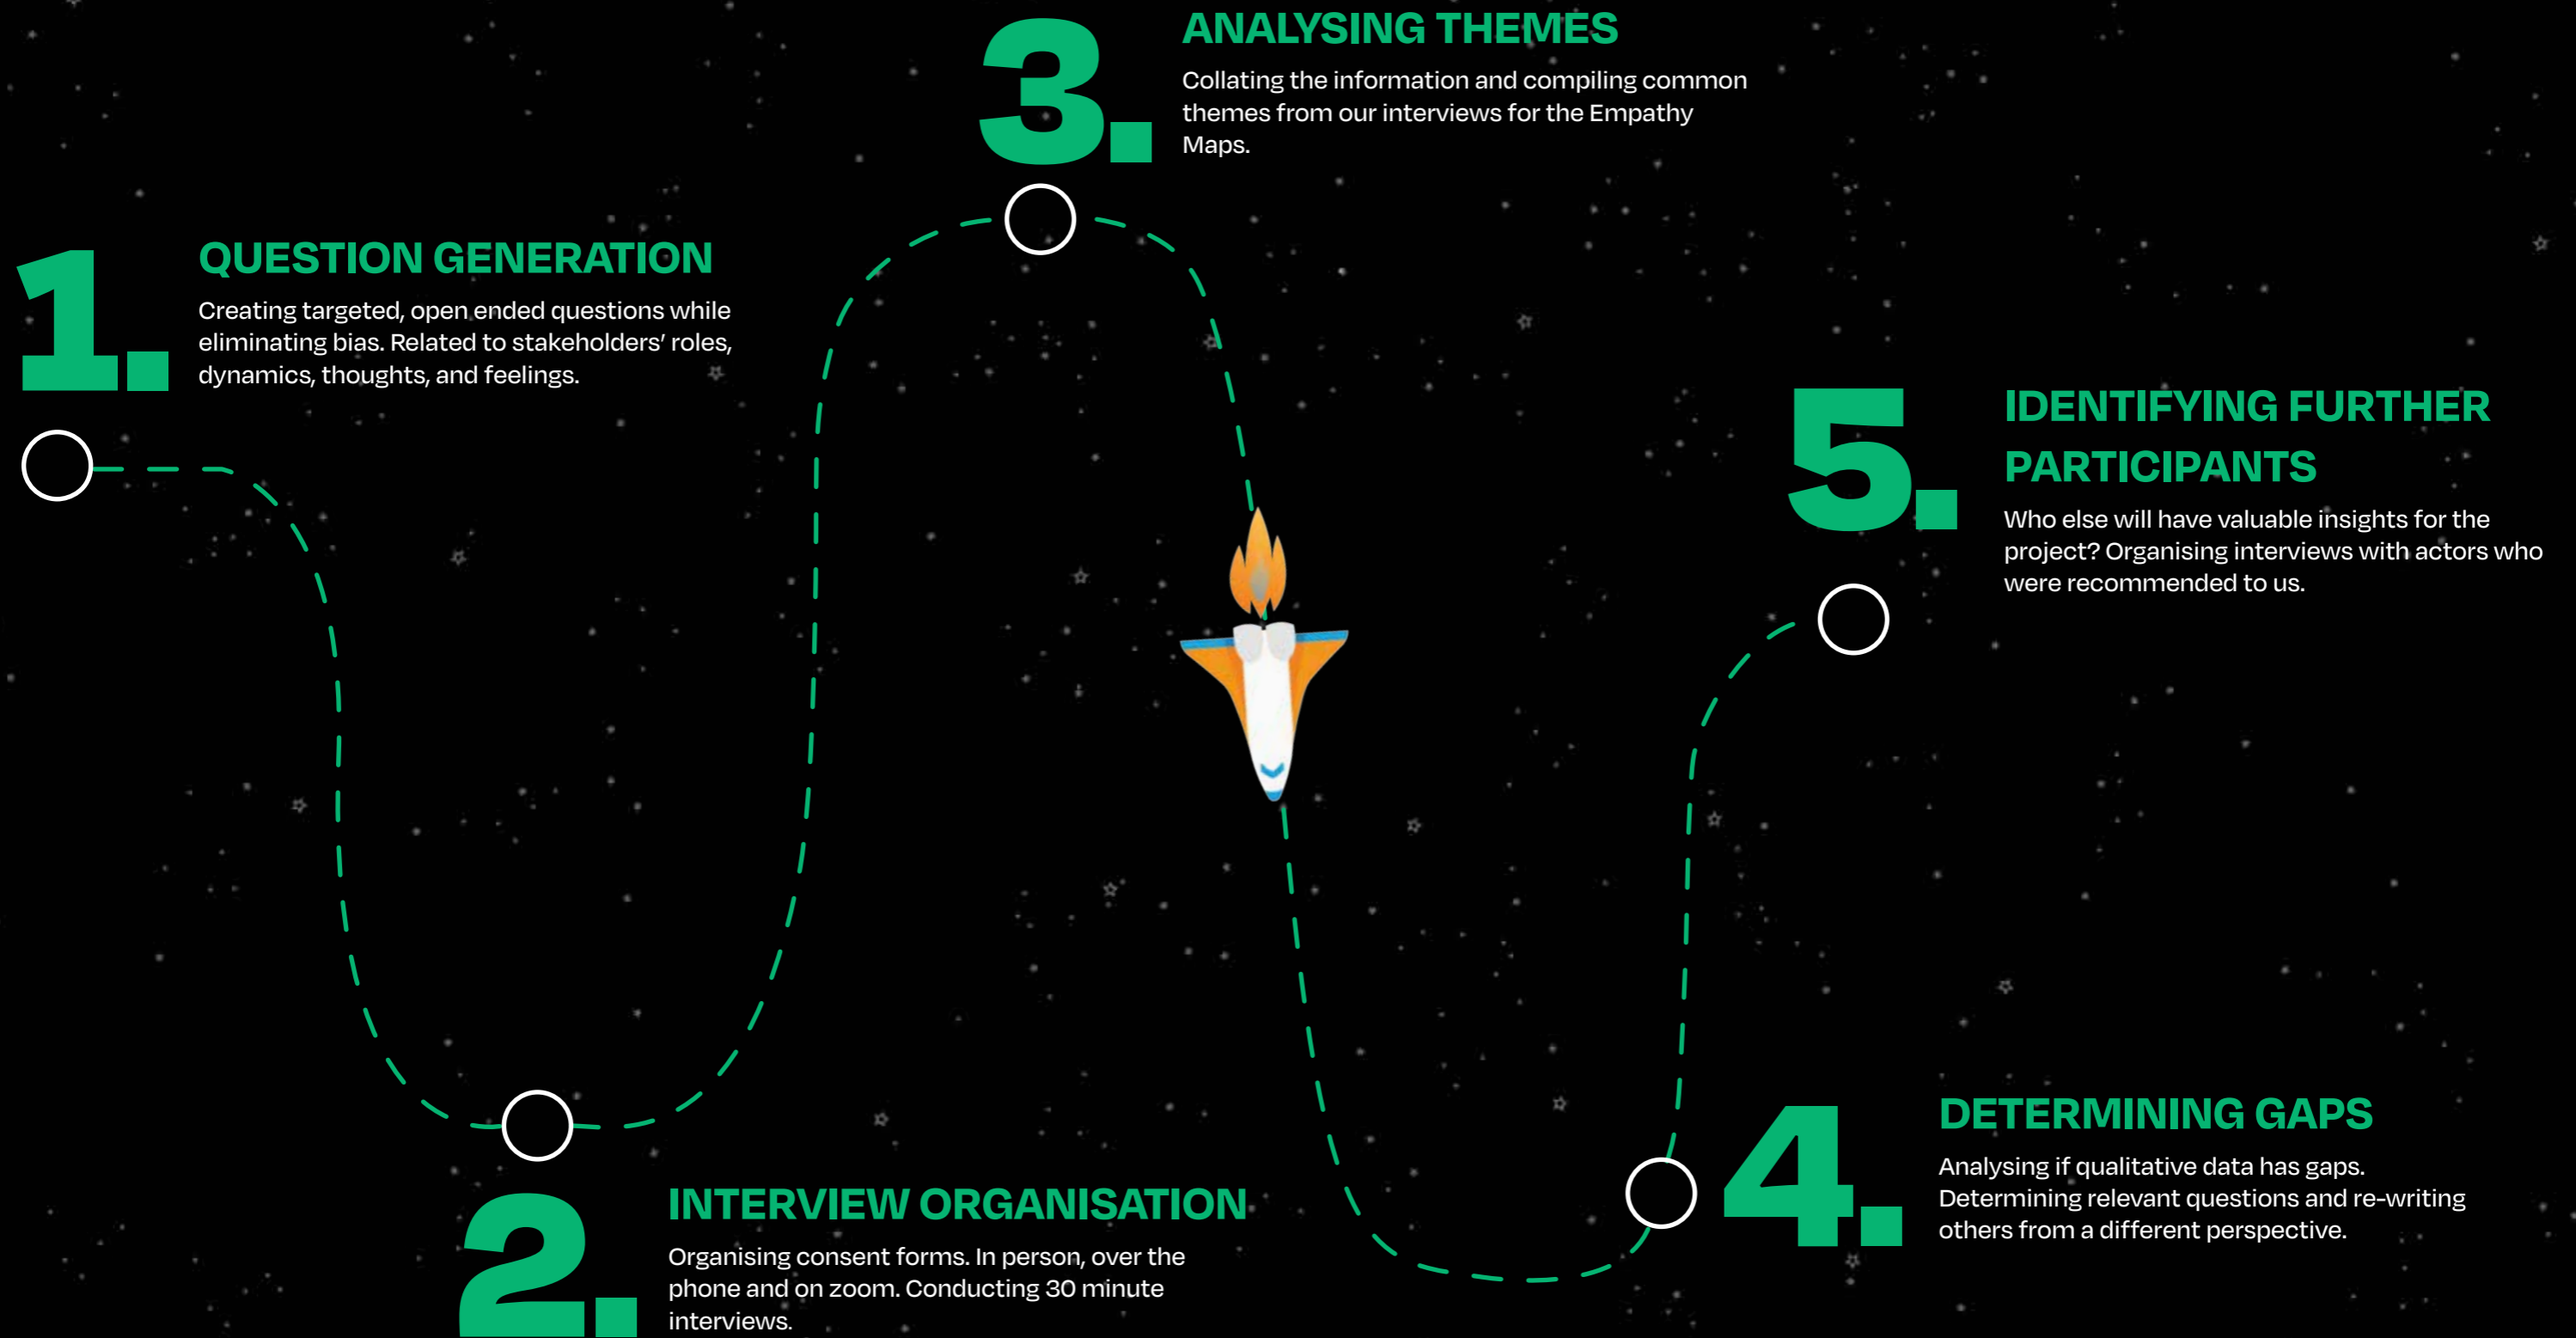 1.
QUESTION GENERATION
Creating targeted, open ended questions while
eliminating bias. Related to stakeholders’ roles,
dynamics, thoughts, and feelings.
2.
INTERVIEW ORGANISATION
Organising consent forms. In person, over the
phone and on zoom. Conducting 30 minute
interviews.
3.
ANALYSING THEMES
Collating the information and compiling common
themes from our interviews for the Empathy
Maps.
4.
DETERMINING GAPS
Analysing if qualitative data has gaps.
Determining relevant questions and re-writing
others from a different perspective.
5.
IDENTIFYING FURTHER
PARTICIPANTS
Who else will have valuable insights for the
project? Organising interviews with actors who
were recommended to us.